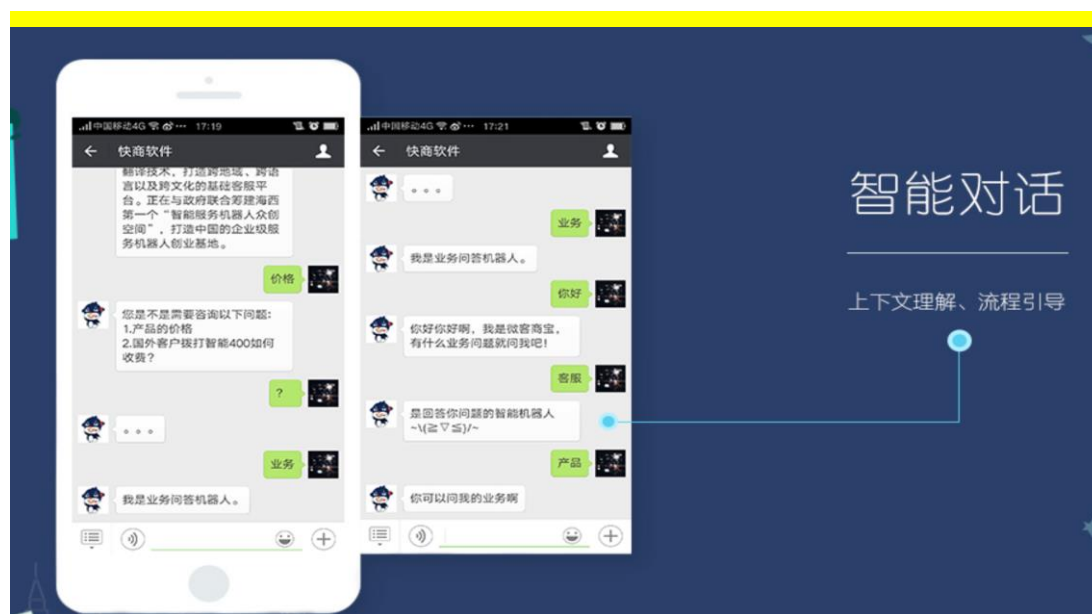 中国移动4G 17:19
快商软件
翻译技术，打造跨地域、跨语
言以及跨文化的基础客服平
台。正在与政府联合筹建海西
第一个“智能服务机器人众创
空间”，打造中国的企业级服
务机器人创业基地。
价格
您是不是需要咨询以下问题:
1.产品的价格
2.国外客户拨打智能400如何
收费？
?
。。。
业务
我是业务问答机器人。
中国移动4G 17:21
快商软件
。。。
业务
我是业务问答机器人。
你好
你好你好啊，我是微客商宝，
有什么业务问题就问我吧!
客服
是回答你问题的智能机器人
~\(≧▽≦)/~
产品
你可以问我的业务啊
智能对话
上下文理解、流程引导